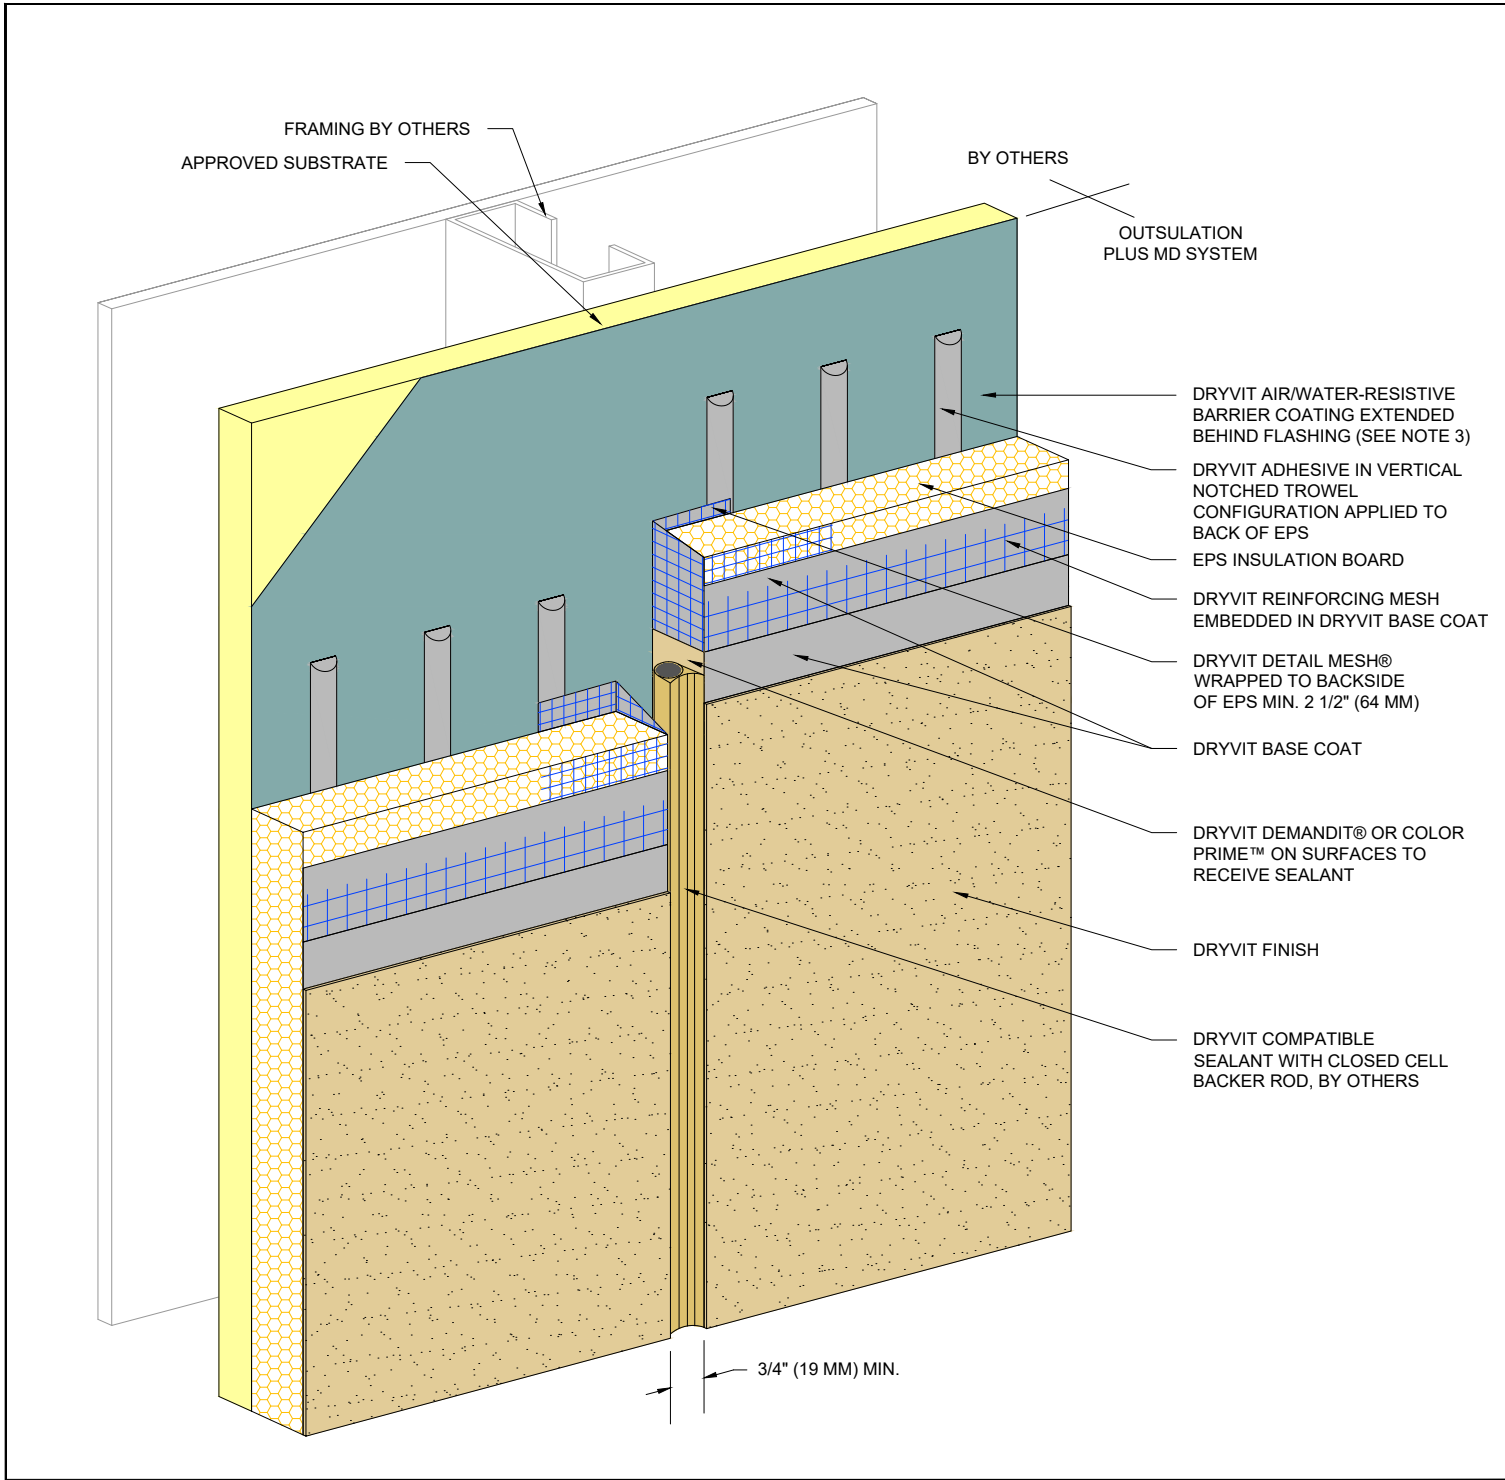 FRAMING BY OTHERS
APPROVED SUBSTRATE
BY OTHERS
OUTSULATION
PLUS MD SYSTEM
DRYVIT AIR/WATER-RESISTIVE
BARRIER COATING EXTENDED
BEHIND FLASHING (SEE NOTE 3)
DRYVIT ADHESIVE IN VERTICAL
NOTCHED TROWEL
CONFIGURATION APPLIED TO
BACK OF EPS
EPS INSULATION BOARD
DRYVIT REINFORCING MESH
EMBEDDED IN DRYVIT BASE COAT
DRYVIT DETAIL MESH®
WRAPPED TO BACKSIDE
OF EPS MIN. 2 1/2" (64 MM)
DRYVIT BASE COAT
DRYVIT DEMANDIT® OR COLOR
PRIME™ ON SURFACES TO
RECEIVE SEALANT
DRYVIT FINISH
DRYVIT COMPATIBLE
SEALANT WITH CLOSED CELL
BACKER ROD, BY OTHERS
3/4" (19 MM) MIN.